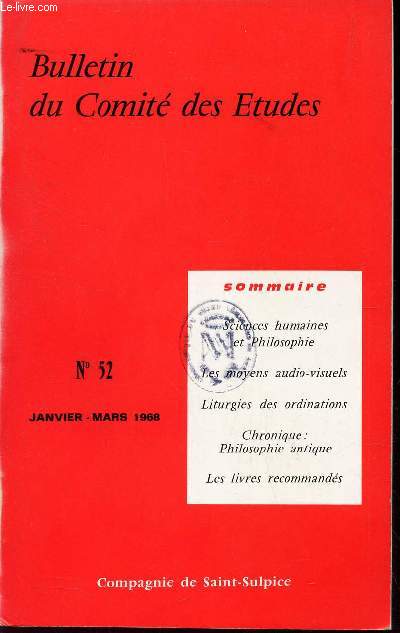 Le-livre.com
Bulletin
du Comité des Etudes
sommaire
Sciences humaines
et Philosophie
Les moyens audio-visuels
Liturgies des ordinations
Chronique :
Philosophie antique
Les livres recommandés
N° 52
JANVIER - MARS 1968
Compagnie de Saint-Sulpice